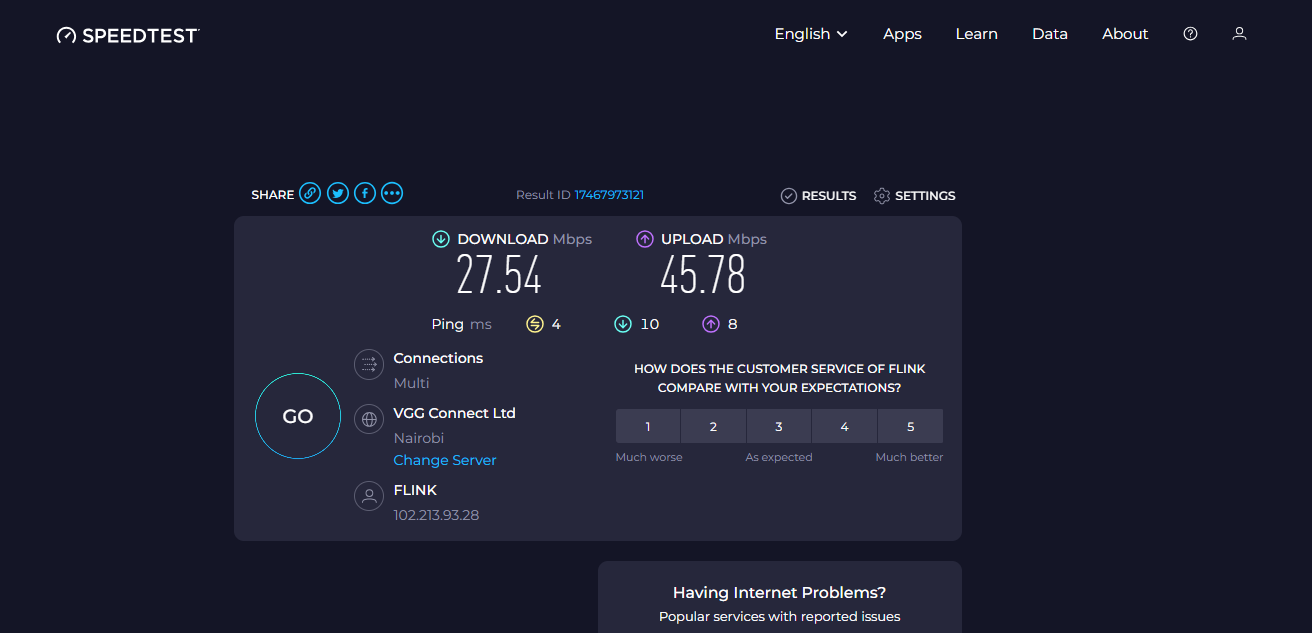 SPEEDTEST
English Apps Learn Data About
SHARE Result ID 17467973121 RESULTS SETTINGS
DOWNLOAD Mbps
27.54
UPLOAD Mbps
45.78
Ping ms 4 10 8
GO
Connections
Multi
VGG Connect Ltd
Nairobi
Change Server
FLINK
102.213.93.28
HOW DOES THE CUSTOMER SERVICE OF FLINK
COMPARE WITH YOUR EXPECTATIONS?
1 2 3 4 5
Much worse As expected Much better
Having Internet Problems?
Popular services with reported issues